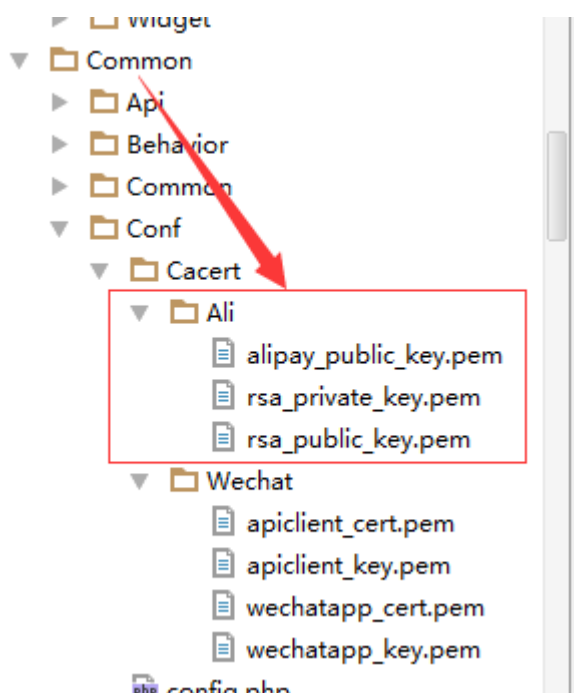 Widget
Common
Api
Behavior
Common
Conf
Cacert
Ali
alipay_public_key.pem
rsa_private_key.pem
rsa_public_key.pem
Wechat
apiclient_cert.pem
apiclient_key.pem
wechatapp_cert.pem
wechatapp_key.pem
php config.php